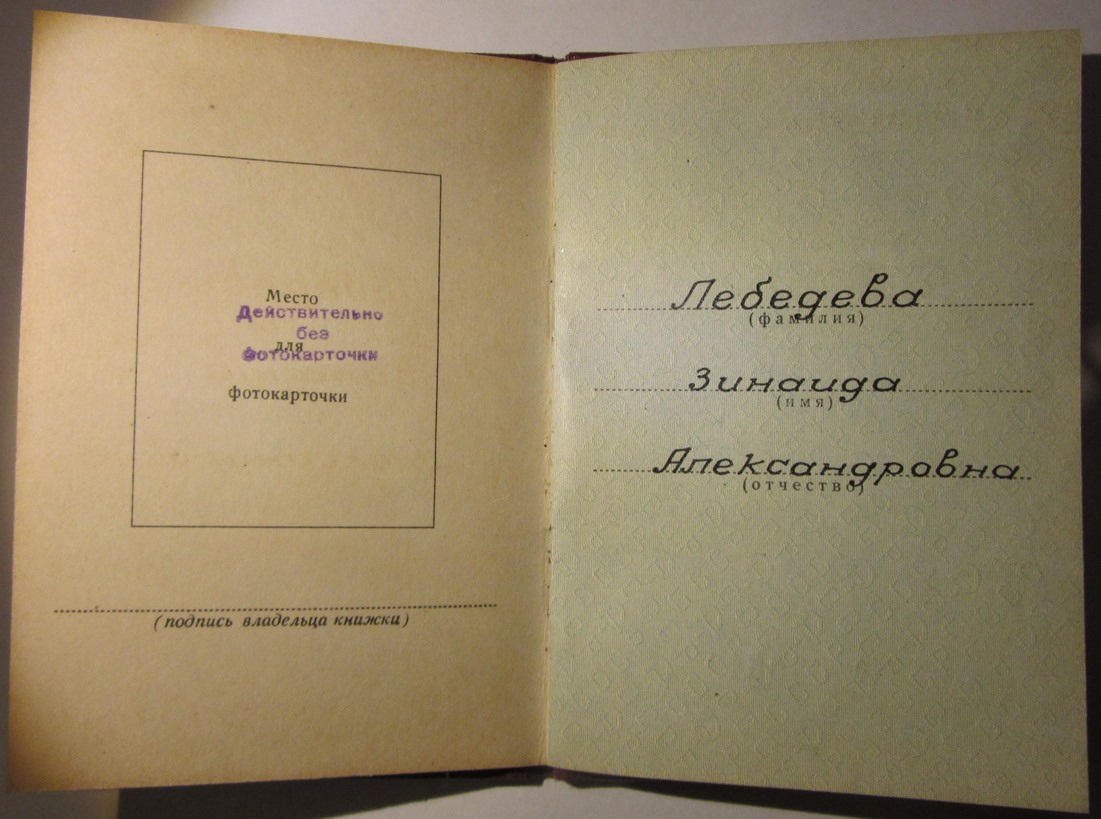 Место
Действительно
без
для
фотокарточки
фотокарточки
(подпись владельца книжки)
Лебедева
(фамилия)
Зинаида
(имя)
Александровна
(отчество)